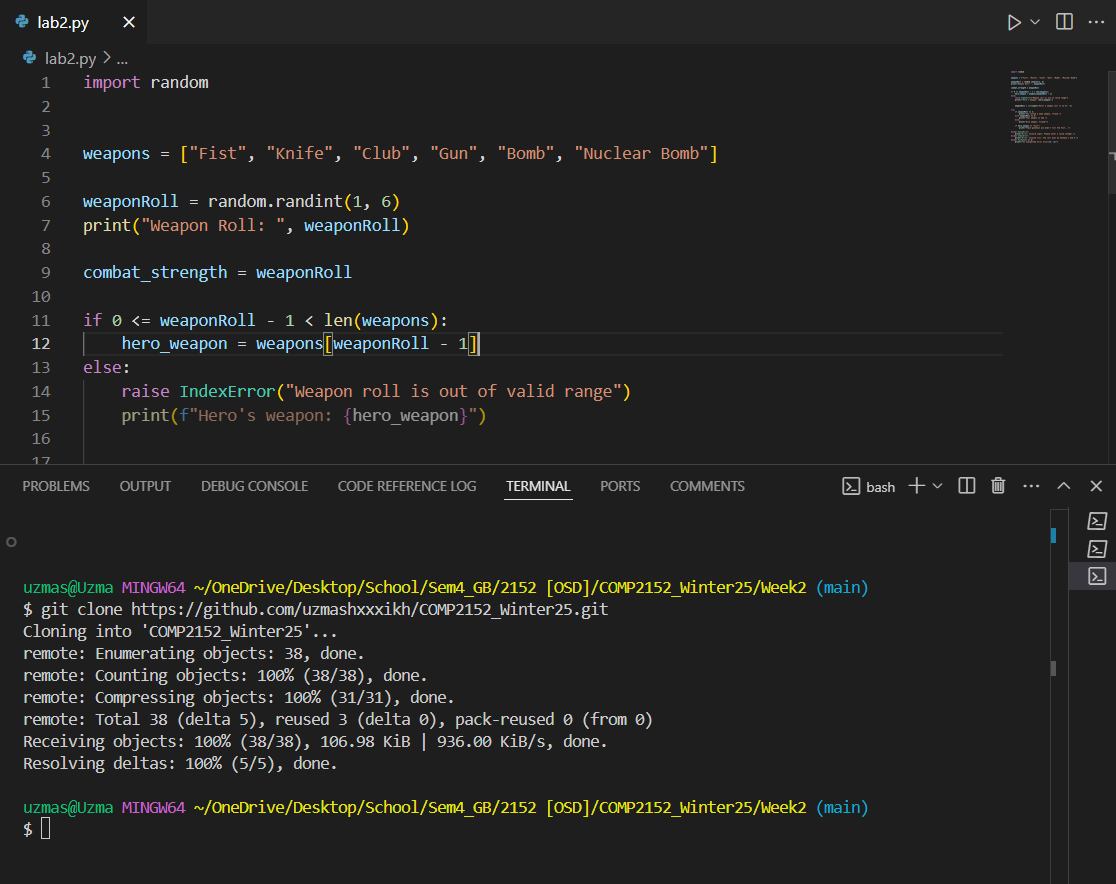 lab2.py
lab2.py > ...
1 import random
2
3
4 weapons = ["Fist", "Knife", "Club", "Gun", "Bomb", "Nuclear Bomb"]
5
6 weaponRoll = random.randint(1, 6)
7 print("Weapon Roll: ", weaponRoll)
8
9 combat_strength = weaponRoll
10
11 if 0 <= weaponRoll - 1 < len(weapons):
12     hero_weapon = weapons[weaponRoll - 1]
13 else:
14     raise IndexError("Weapon roll is out of valid range")
15     print(f"Hero's weapon: {hero_weapon}")
16
17
PROBLEMS OUTPUT DEBUG CONSOLE CODE REFERENCE LOG TERMINAL PORTS COMMENTS bash
uzmas@Uzma MINGW64 ~/OneDrive/Desktop/School/Sem4_GB/2152 [OSD]/COMP2152_Winter25/Week2 (main)
$ git clone https://github.com/uzmashxxxikh/COMP2152_Winter25.git
Cloning into 'COMP2152_Winter25'...
remote: Enumerating objects: 38, done.
remote: Counting objects: 100% (38/38), done.
remote: Compressing objects: 100% (31/31), done.
remote: Total 38 (delta 5), reused 3 (delta 0), pack-reused 0 (from 0)
Receiving objects: 100% (38/38), 106.98 KiB | 936.00 KiB/s, done.
Resolving deltas: 100% (5/5), done.
uzmas@Uzma MINGW64 ~/OneDrive/Desktop/School/Sem4_GB/2152 [OSD]/COMP2152_Winter25/Week2 (main)
$